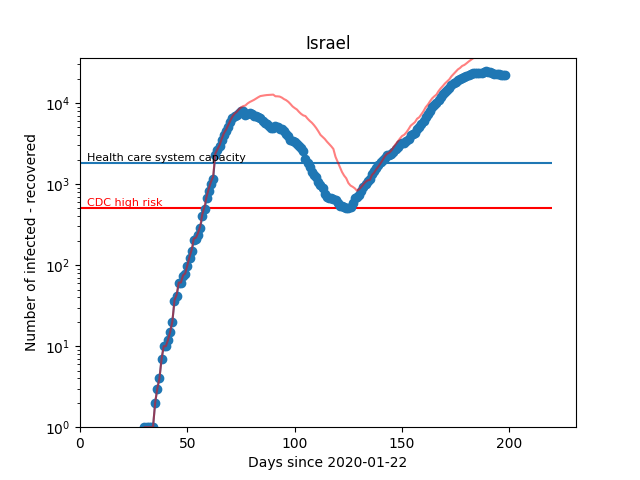 Israel
Number of infected - recovered
10^4
10^3
10^2
10^1
10^0
Health care system capacity
CDC high risk
0 50 100 150 200
Days since 2020-01-22